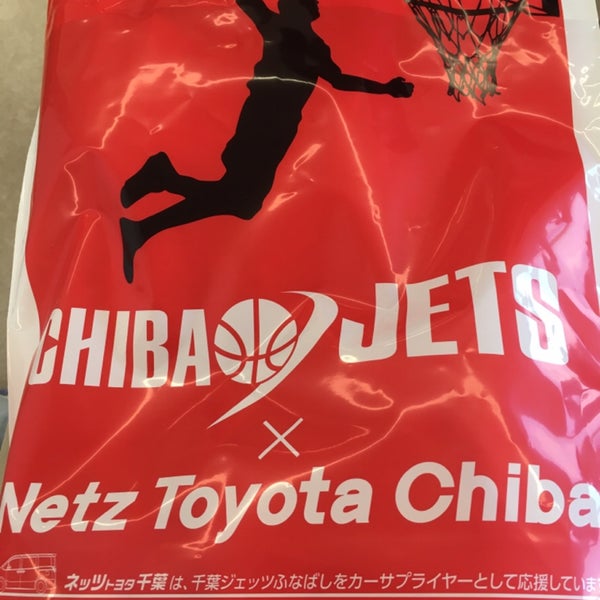 CHIBA JETS
×
Netz Toyota Chiba
ネッツトヨタ千葉は、千葉ジェッツふなばしをカーサプライヤーとして応援しています